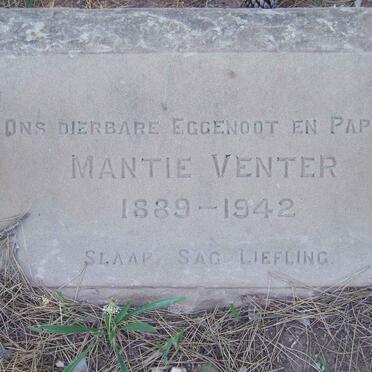 Ons dierbare Eggenoot en Pap
Mantie Venter
1889-1942
Slaap Sag Liefling